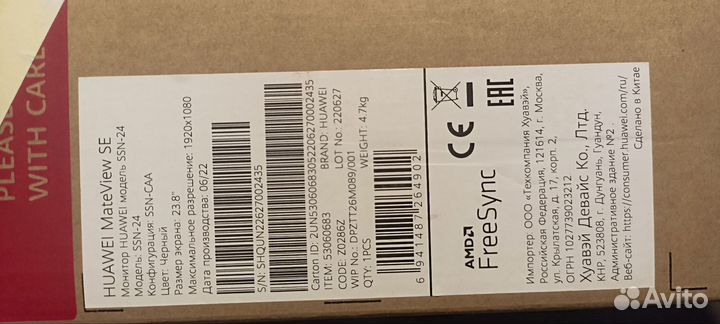 PLEASE
WITH CARE
HUAWEI MateView SE
Монитор HUAWEI модель SSN-24
Модель: SSN-24
Конфигурация: SSN-CAA
Цвет: Черный
Размер экрана: 23.8"
Максимальное разрешение: 1920x1080
Дата производства: 06/22
S/N: SHQUN22627002435
Carton ID: 2UN53060683052206270002435
ITEM: 53060683
BRAND: HUAWEI
CODE: Z0286Z
LOT No.: 220627
WIP No.: DPZTT26M089/001
QTY: 1PCS
WEIGHT: 4.7kg
6 941487 264902
CE
EAC
AMD
FreeSync
Импортер: ООО «Техкомпания Хуавэй»,
Российская Федерация, 121614, г. Москва,
ул. Крылатская, д. 17, корп. 2,
ОГРН 1027739023212
Хуавэй Девайс Ко., Лтд.
КНР, 523808, г. Дунгуань, Гуандун,
Административное здание №2
Веб-сайт: https://consumer.huawei.com/ru/
Сделано в Китае
Avito